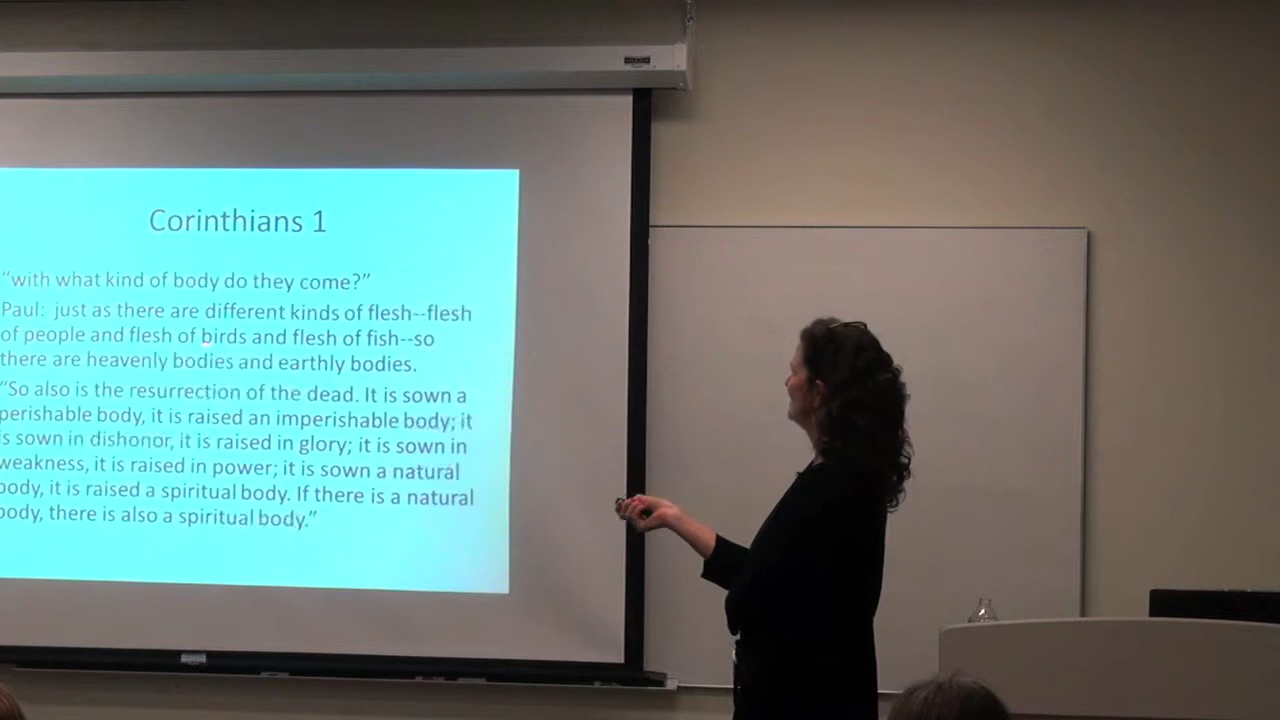 Corinthians 1
“with what kind of body do they come?”
Paul: just as there are different kinds of flesh--flesh
of people and flesh of birds and flesh of fish--so
there are heavenly bodies and earthly bodies.
“So also is the resurrection of the dead. It is sown a
perishable body, it is raised an imperishable body; it
is sown in dishonor, it is raised in glory; it is sown in
weakness, it is raised in power; it is sown a natural
body, it is raised a spiritual body. If there is a natural
body, there is also a spiritual body.”